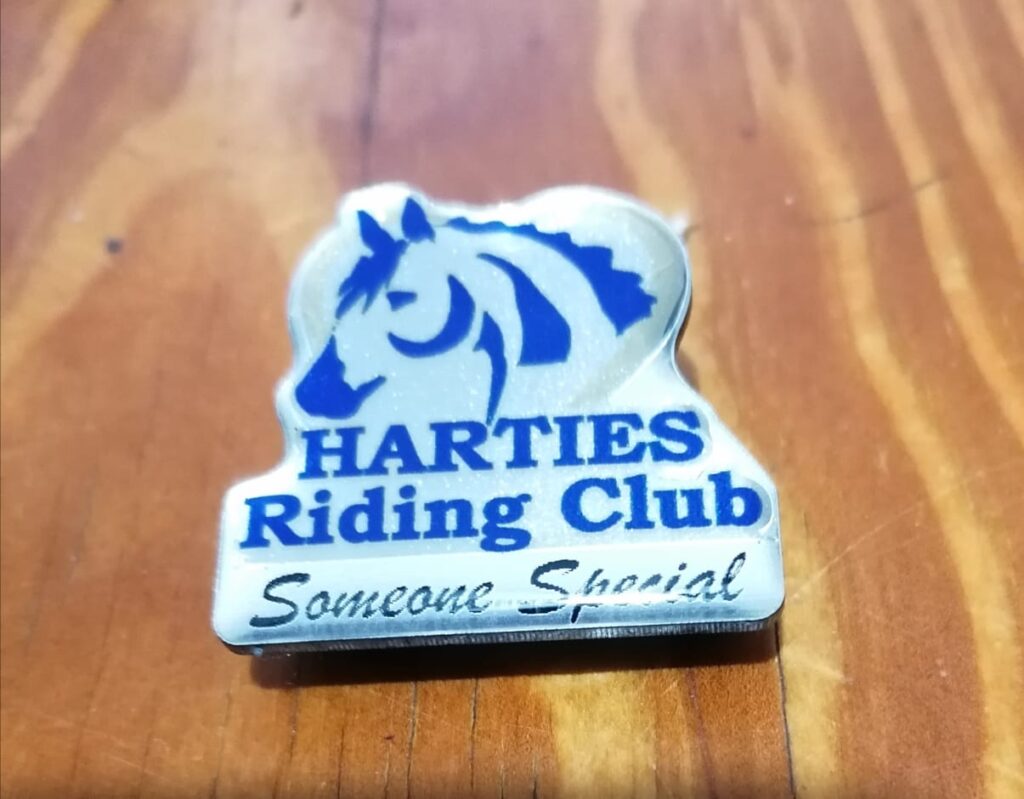 HARTIES
Riding Club
Someone Special